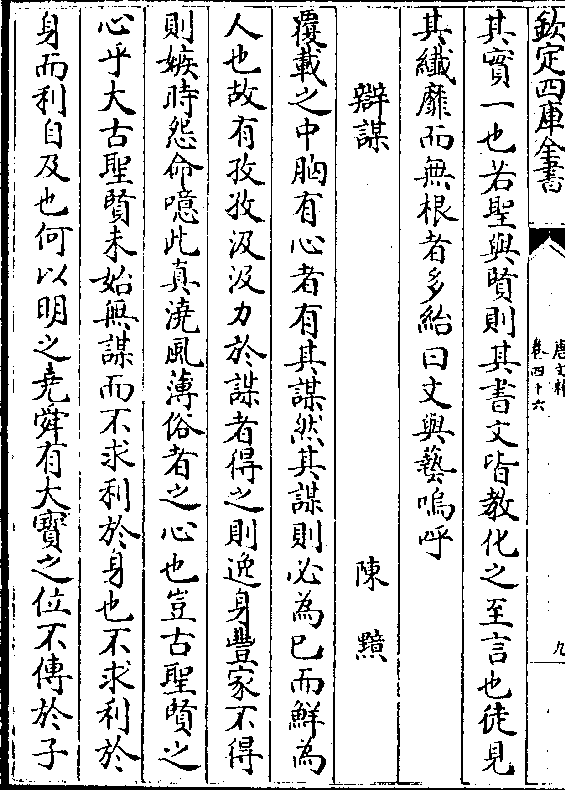 欽定四庫全書
唐文粹
卷四十六
九
其實一也若聖與賢則其書文皆教化之至言也徒見
其纖靡而無根者多紿曰文與藝嗚呼
辯謀 陳黯
覆載之中胸有心者有其謀然其謀則必為已而鮮為
人也故有孜孜汲汲力於謀者得之則逸身豐家不得
則嫉時怨命噫此真澆風薄俗者之心也豈古聖賢之
心乎大古聖賢未始無謀而不求利於身也不求利於
身而利自及也何以明之堯舜有大寶之位不傳於子